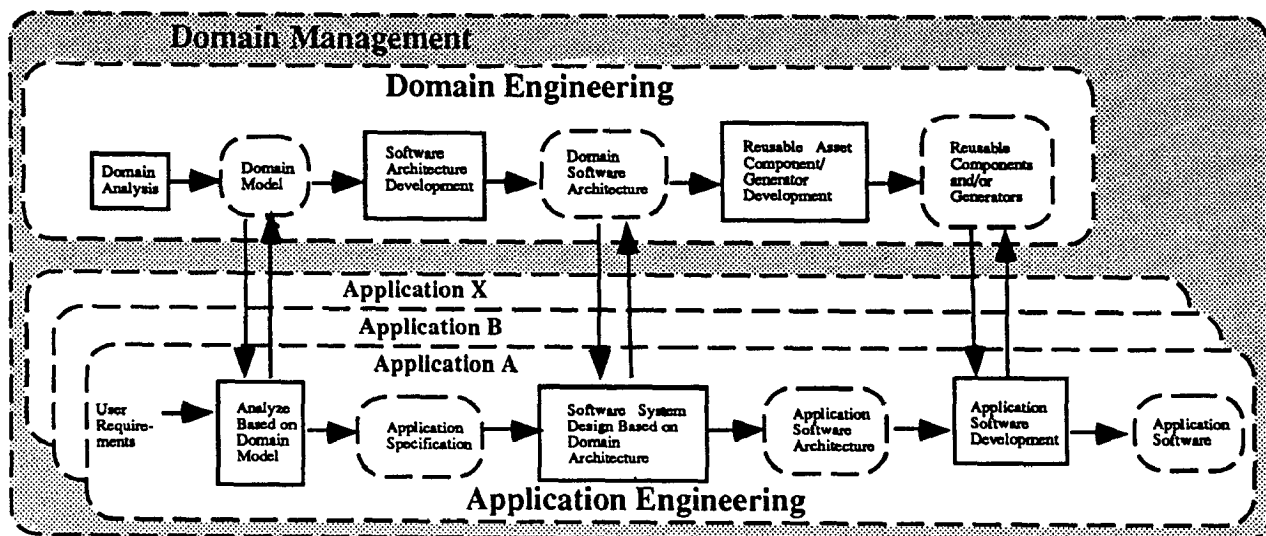 Domain Management
Domain Engineering
Domain
Analysis
Domain
Model
Software
Architecture
Development
Domain
Software
Architecture
Reusable Asset
Component/
Generator
Development
Reusable
Components
and/or
Generators
Application X
Application B
Application A
User
Require-
ments
Analyze
Based on
Domain
Model
Application
Specification
Software System
Design Based on
Domain
Architecture
Application
Software
Architecture
Application
Software
Development
Application
Software
Application Engineering